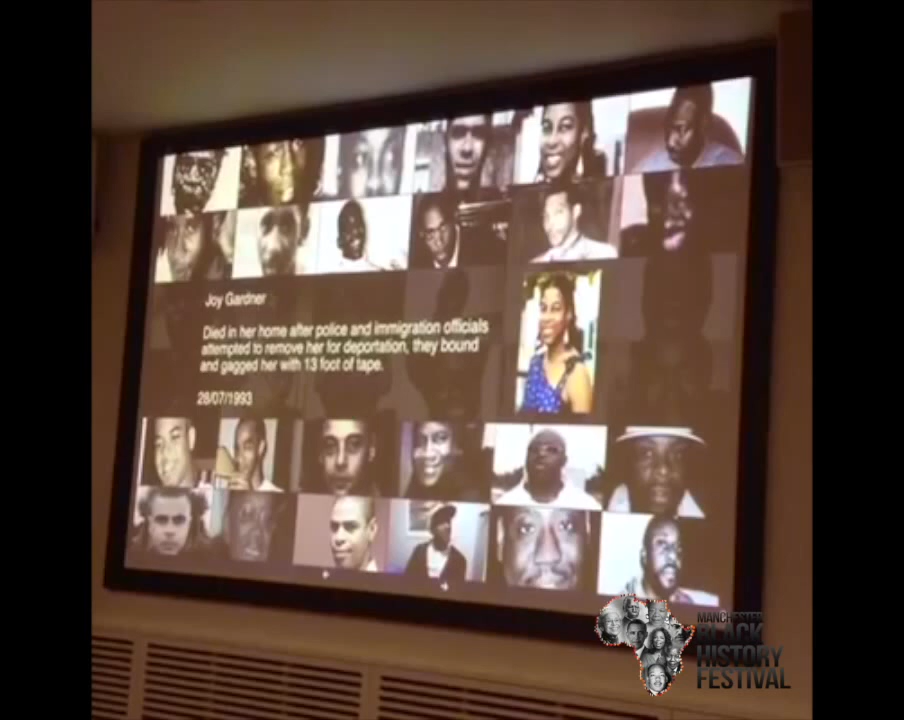 Joy Gardner
Died in her home after police and immigration officials
attempted to remove her for deportation, they bound
and gagged her with 13 foot of tape.
28/07/1993
MANCHESTER
BLACK
HISTORY
FESTIVAL